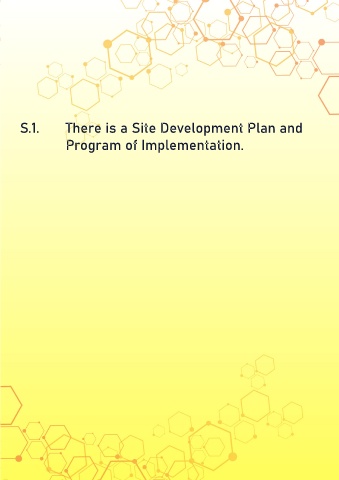 S.1. There is a Site Development Plan and
Program of Implementation.